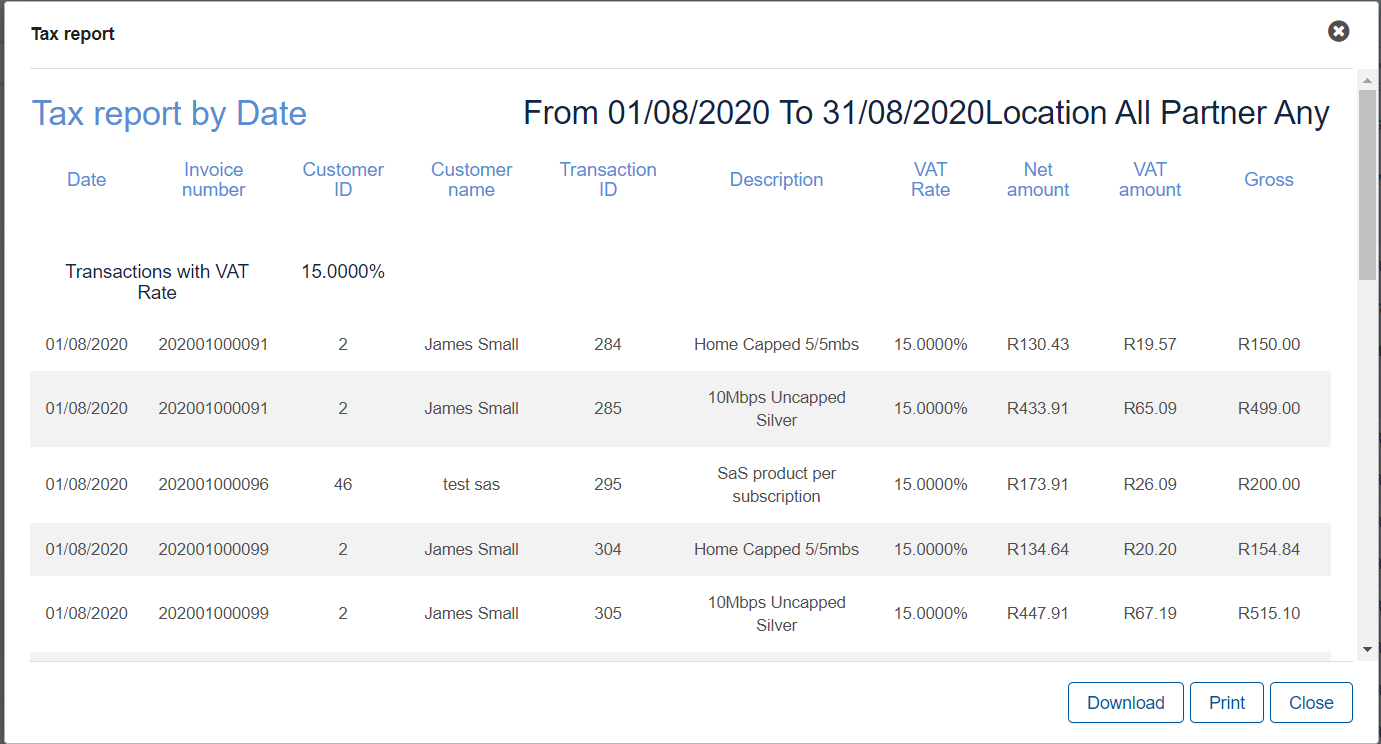 Tax report
Tax report by Date
From 01/08/2020 To 31/08/2020Location All Partner Any
Date Invoice number Customer ID Customer name Transaction ID Description VAT Rate Net amount VAT amount Gross
Transactions with VAT Rate 15.0000%
01/08/2020 202001000091 2 James Small 284 Home Capped 5/5mbs 15.0000% R130.43 R19.57 R150.00
01/08/2020 202001000091 2 James Small 285 10Mbps Uncapped Silver 15.0000% R433.91 R65.09 R499.00
01/08/2020 202001000096 46 test sas 295 SaS product per subscription 15.0000% R173.91 R26.09 R200.00
01/08/2020 202001000099 2 James Small 304 Home Capped 5/5mbs 15.0000% R134.64 R20.20 R154.84
01/08/2020 202001000099 2 James Small 305 10Mbps Uncapped Silver 15.0000% R447.91 R67.19 R515.10
Download Print Close